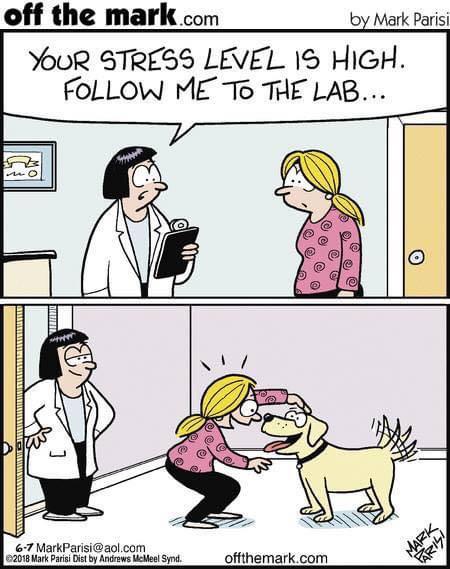 off the mark.com
by Mark Parisi
YOUR STRESS LEVEL IS HIGH.
FOLLOW ME TO THE LAB...
6-7 MarkParisi@aol.com
©2018 Mark Parisi Dist by Andrews McMeel Synd.
offthemark.com
MARK
PARISI